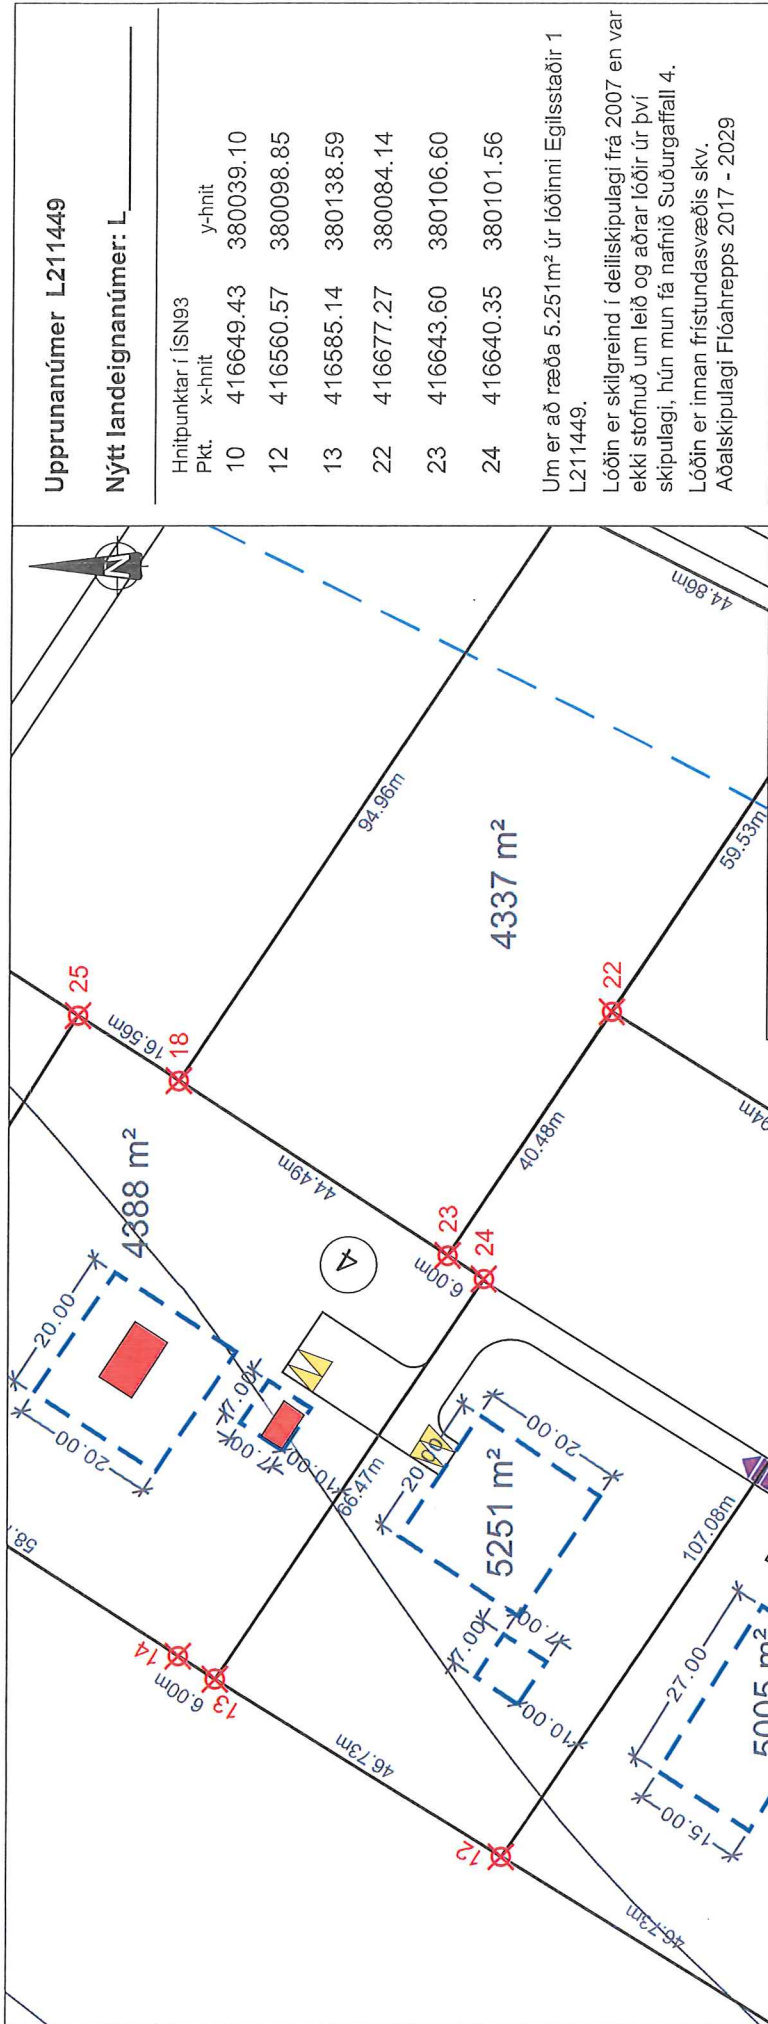 Upprunanúmer L211449
Nýtt landeignanúmer: L
Hnitpunktar í ÍSN93
Pkt. x-hnit y-hnit
10 416649.43 380039.10
12 416560.57 380098.85
13 416585.14 380138.59
22 416677.27 380084.14
23 416643.60 380106.60
24 416640.35 380101.56
Um er að ræða 5.251m² úr lóðinni Egilsstaðir 1
L211449.
Lóðin er skilgreind í deiliskipulagi frá 2007 en var
ekki stofnuð um leið og aðrar lóðir úr því
skipulagi, hún mun fá nafnið Suðurgaffall 4.
Lóðin er innan frístundasvæðis skv.
Aðalskipulagi Flóahrepps 2017 - 2029
N
25
16.56m
18
94.96m
44.86m
4337 m²
59.53m
22
40.48m
44.49m
23
24
6.00m
4
4388 m²
20.00
20.00
7.00
7.00
10.00
66.47m
14
13
6.00m
46.73m
12
46.73m
5251 m²
20.00
20.00
7.00
7.00
10.00
107.08m
27.00
15.00
5005 m²